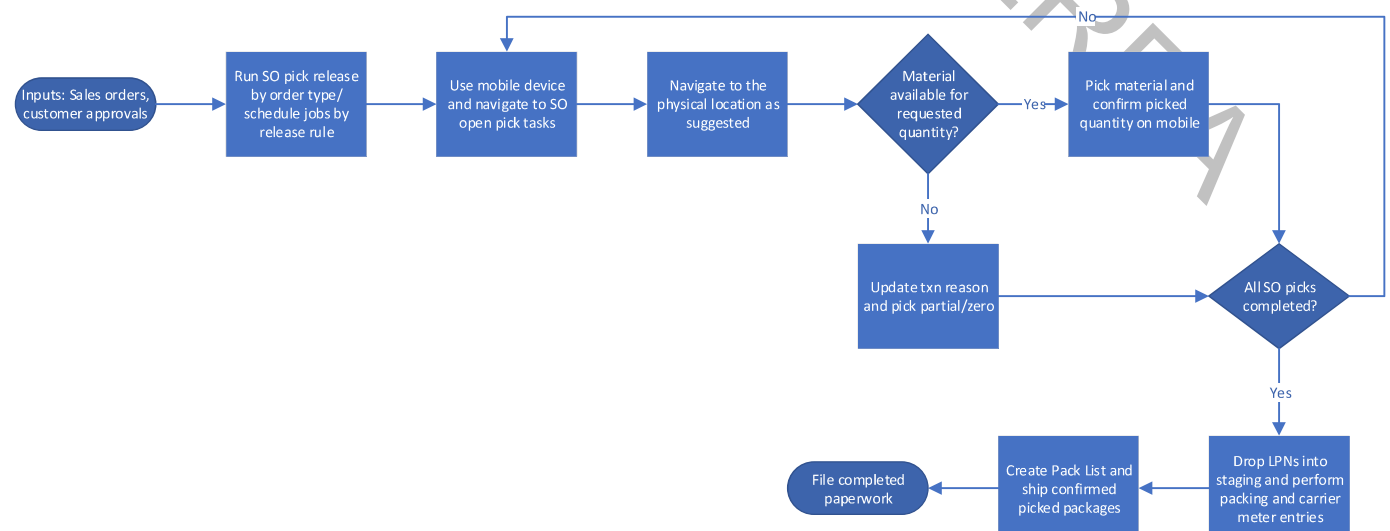 No
Inputs: Sales orders,
customer approvals
Run SO pick release
by order type/
schedule jobs by
release rule
Use mobile device
and navigate to SO
open pick tasks
Navigate to the
physical location as
suggested
Material
available for
requested
quantity?
Yes
Pick material and
confirm picked
quantity on mobile
No
Update txn reason
and pick partial/zero
All SO picks
completed?
Yes
Drop LPNs into
staging and perform
packing and carrier
meter entries
Create Pack List and
ship confirmed
picked packages
File completed
paperwork